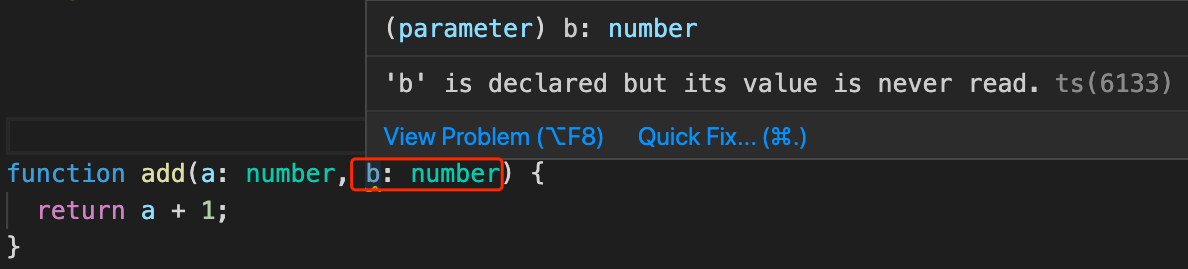 (parameter) b: number
'b' is declared but its value is never read. ts(6133)
View Problem (⌥F8) Quick Fix... (⌘.)
function add(a: number, b: number) {
  return a + 1;
}